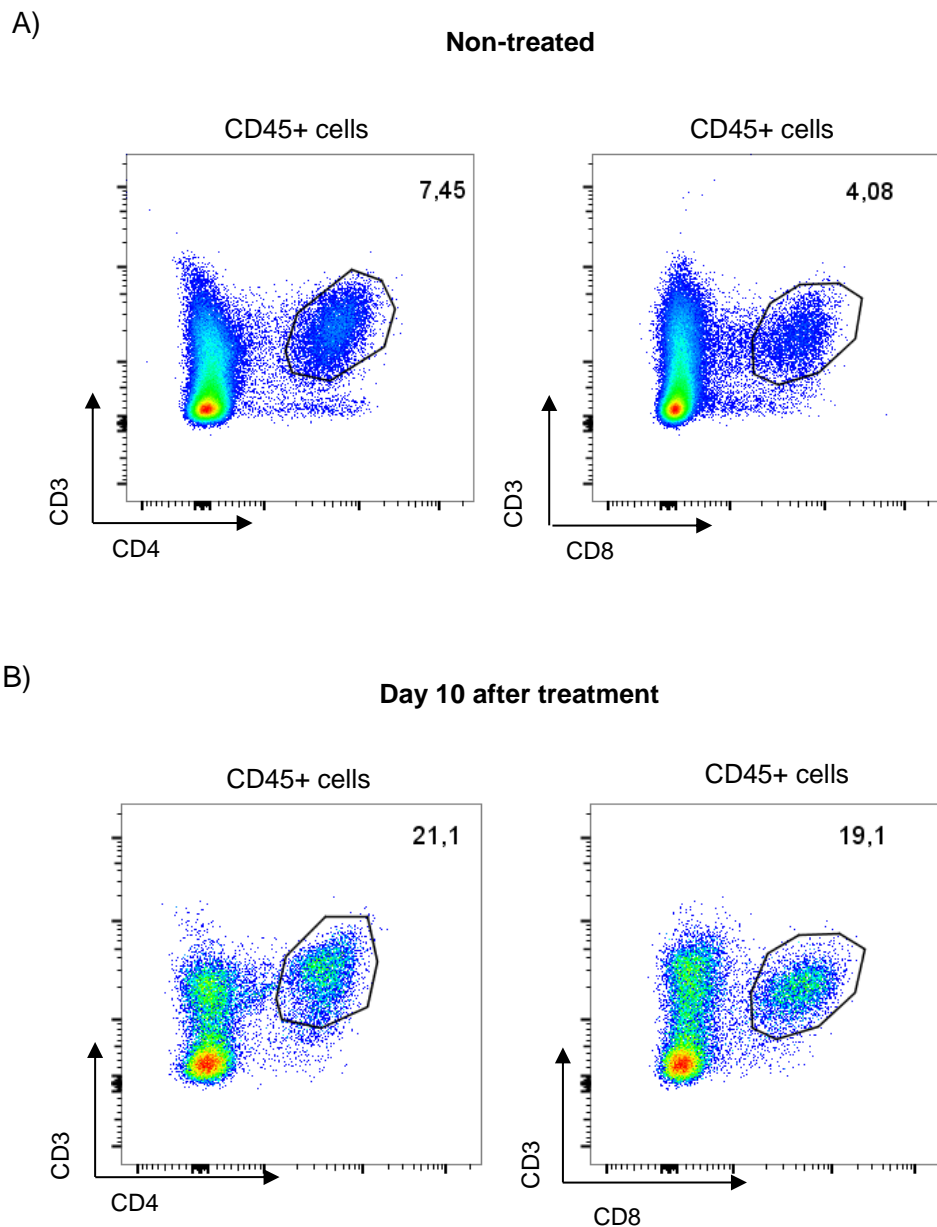 A)
Non-treated
CD45+ cells
CD45+ cells
7,45
4,08
CD3
CD3
CD4
CD8
B)
Day 10 after treatment
CD45+ cells
CD45+ cells
21,1
19,1
CD3
CD3
CD4
CD8